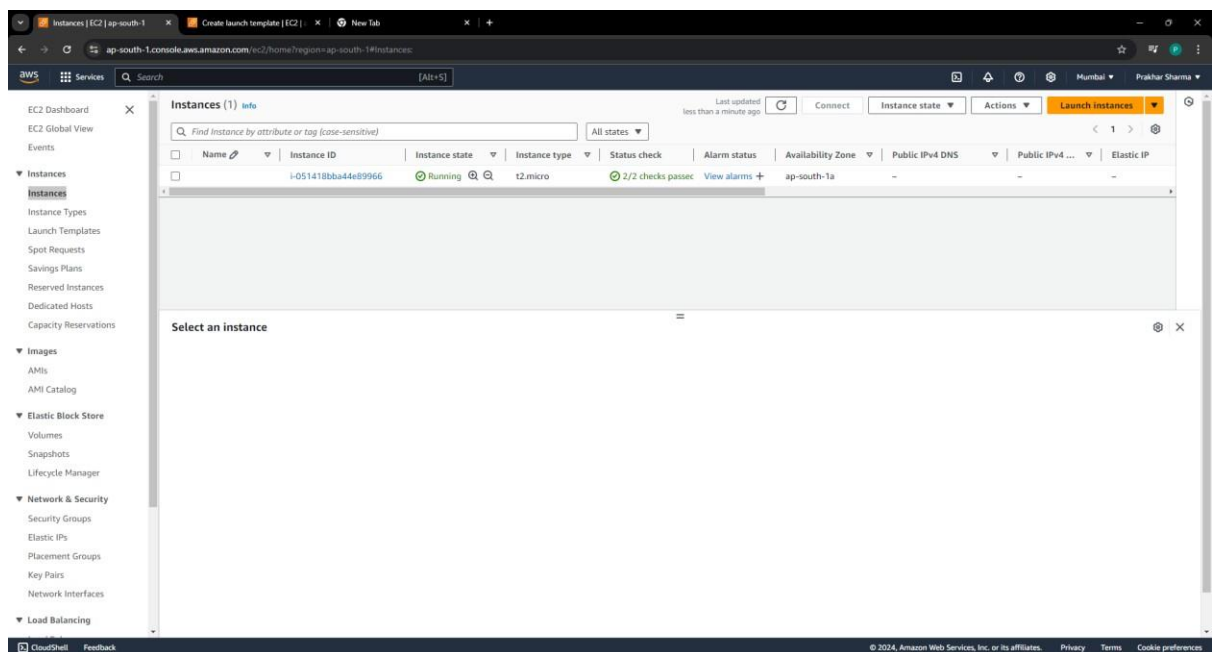 Instances | EC2 | ap-south-1
Create launch template | EC2 |
New Tab
ap-south-1.console.aws.amazon.com/ec2/home?region=ap-south-1#Instances:
aws Services Search [Alt+S] Mumbai Prakhar Sharma
EC2 Dashboard
EC2 Global View
Events
Instances
Instances
Instance Types
Launch Templates
Spot Requests
Savings Plans
Reserved Instances
Dedicated Hosts
Capacity Reservations
Images
AMIs
AMI Catalog
Elastic Block Store
Volumes
Snapshots
Lifecycle Manager
Network & Security
Security Groups
Elastic IPs
Placement Groups
Key Pairs
Network Interfaces
Load Balancing
Instances (1) Info
Last updated
less than a minute ago
Connect Instance state Actions Launch instances
Find Instance by attribute or tag (case-sensitive) All states 1
Name Instance ID Instance state Instance type Status check Alarm status Availability Zone Public IPv4 DNS Public IPv4 ... Elastic IP
i-051418bba44e89966 Running t2.micro 2/2 checks passec View alarms + ap-south-1a – – –
Select an instance
CloudShell Feedback © 2024, Amazon Web Services, Inc. or its affiliates. Privacy Terms Cookie preferences